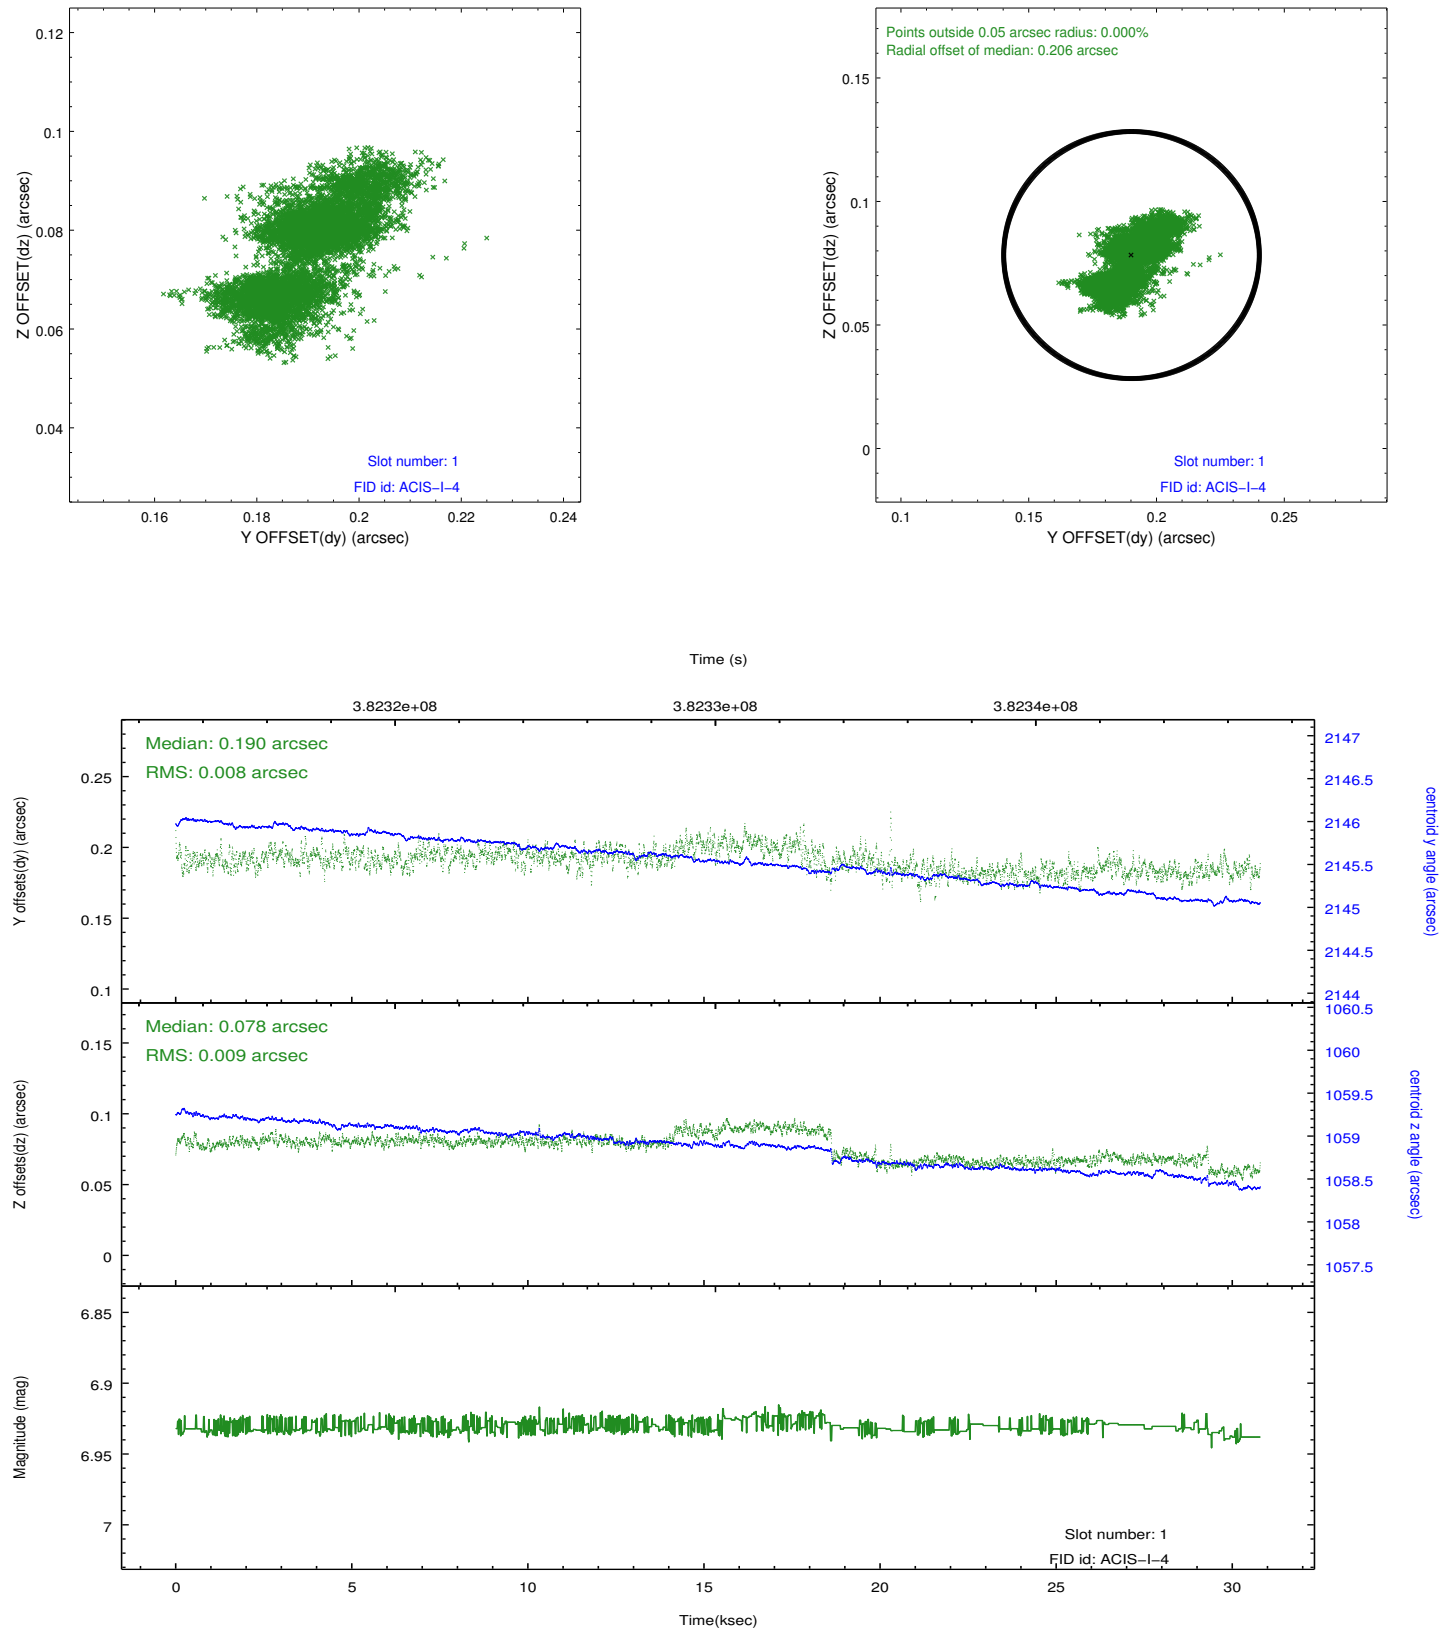 0.12
0.1
0.08
0.06
0.04
Z OFFSET(dz) (arcsec)
Slot number: 1
FID id: ACIS−I−4
0.16
0.18
0.2
0.22
0.24
Y OFFSET(dy) (arcsec)
Points outside 0.05 arcsec radius: 0.000%
Radial offset of median: 0.206 arcsec
0.15
0.1
0.05
0
Z OFFSET(dz) (arcsec)
Slot number: 1
FID id: ACIS−I−4
0.1
0.15
0.2
0.25
Y OFFSET(dy) (arcsec)
Time (s)
3.8232e+08
3.8233e+08
3.8234e+08
Median: 0.190 arcsec
RMS: 0.008 arcsec
0.25
0.2
0.15
0.1
Y offsets(dy) (arcsec)
2147
2146.5
2146
2145.5
2145
2144.5
2144
centroid y angle (arcsec)
Median: 0.078 arcsec
RMS: 0.009 arcsec
0.15
0.1
0.05
0
Z offsets(dz) (arcsec)
1060.5
1060
1059.5
1059
1058.5
1058
1057.5
centroid z angle (arcsec)
6.85
6.9
6.95
7
Magnitude (mag)
Slot number: 1
FID id: ACIS−I−4
0
5
10
15
20
25
30
Time(ksec)